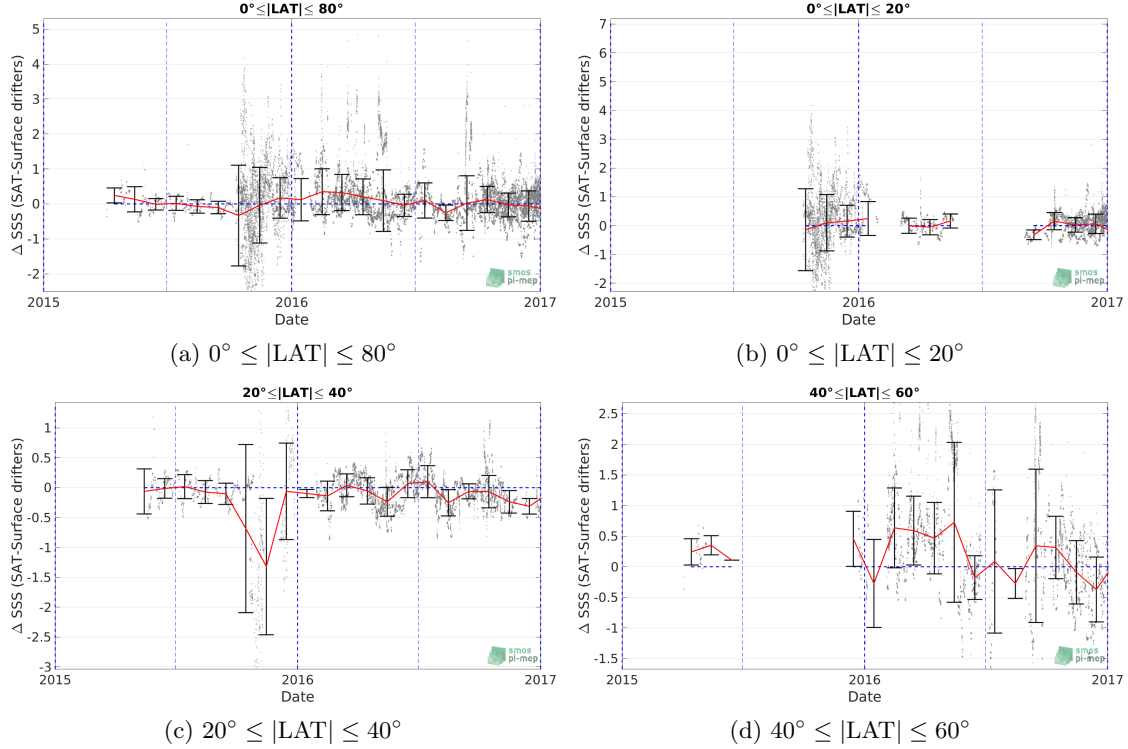 0°≤|LAT|≤ 80°
Δ SSS (SAT-Surface drifters)
5
4
3
2
1
0
-1
-2
2015
2016
2017
Date
smos
pi-mep
(a) 0° ≤ |LAT| ≤ 80°
0°≤|LAT|≤ 20°
Δ SSS (SAT-Surface drifters)
7
6
5
4
3
2
1
0
-1
-2
2015
2016
2017
Date
smos
pi-mep
(b) 0° ≤ |LAT| ≤ 20°
20°≤|LAT|≤ 40°
Δ SSS (SAT-Surface drifters)
1
0.5
0
-0.5
-1
-1.5
-2
-2.5
-3
2015
2016
2017
Date
smos
pi-mep
(c) 20° ≤ |LAT| ≤ 40°
40°≤|LAT|≤ 60°
Δ SSS (SAT-Surface drifters)
2.5
2
1.5
1
0.5
0
-0.5
-1
-1.5
2015
2016
2017
Date
smos
pi-mep
(d) 40° ≤ |LAT| ≤ 60°